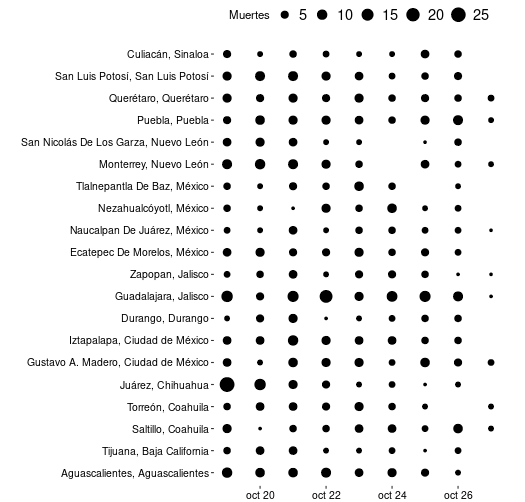 Muertes 5 10 15 20 25
Culiacán, Sinaloa
San Luis Potosí, San Luis Potosí
Querétaro, Querétaro
Puebla, Puebla
San Nicolás De Los Garza, Nuevo León
Monterrey, Nuevo León
Tlalnepantla De Baz, México
Nezahualcóyotl, México
Naucalpan De Juárez, México
Ecatepec De Morelos, México
Zapopan, Jalisco
Guadalajara, Jalisco
Durango, Durango
Iztapalapa, Ciudad de México
Gustavo A. Madero, Ciudad de México
Juárez, Chihuahua
Torreón, Coahuila
Saltillo, Coahuila
Tijuana, Baja California
Aguascalientes, Aguascalientes
oct 20 oct 22 oct 24 oct 26